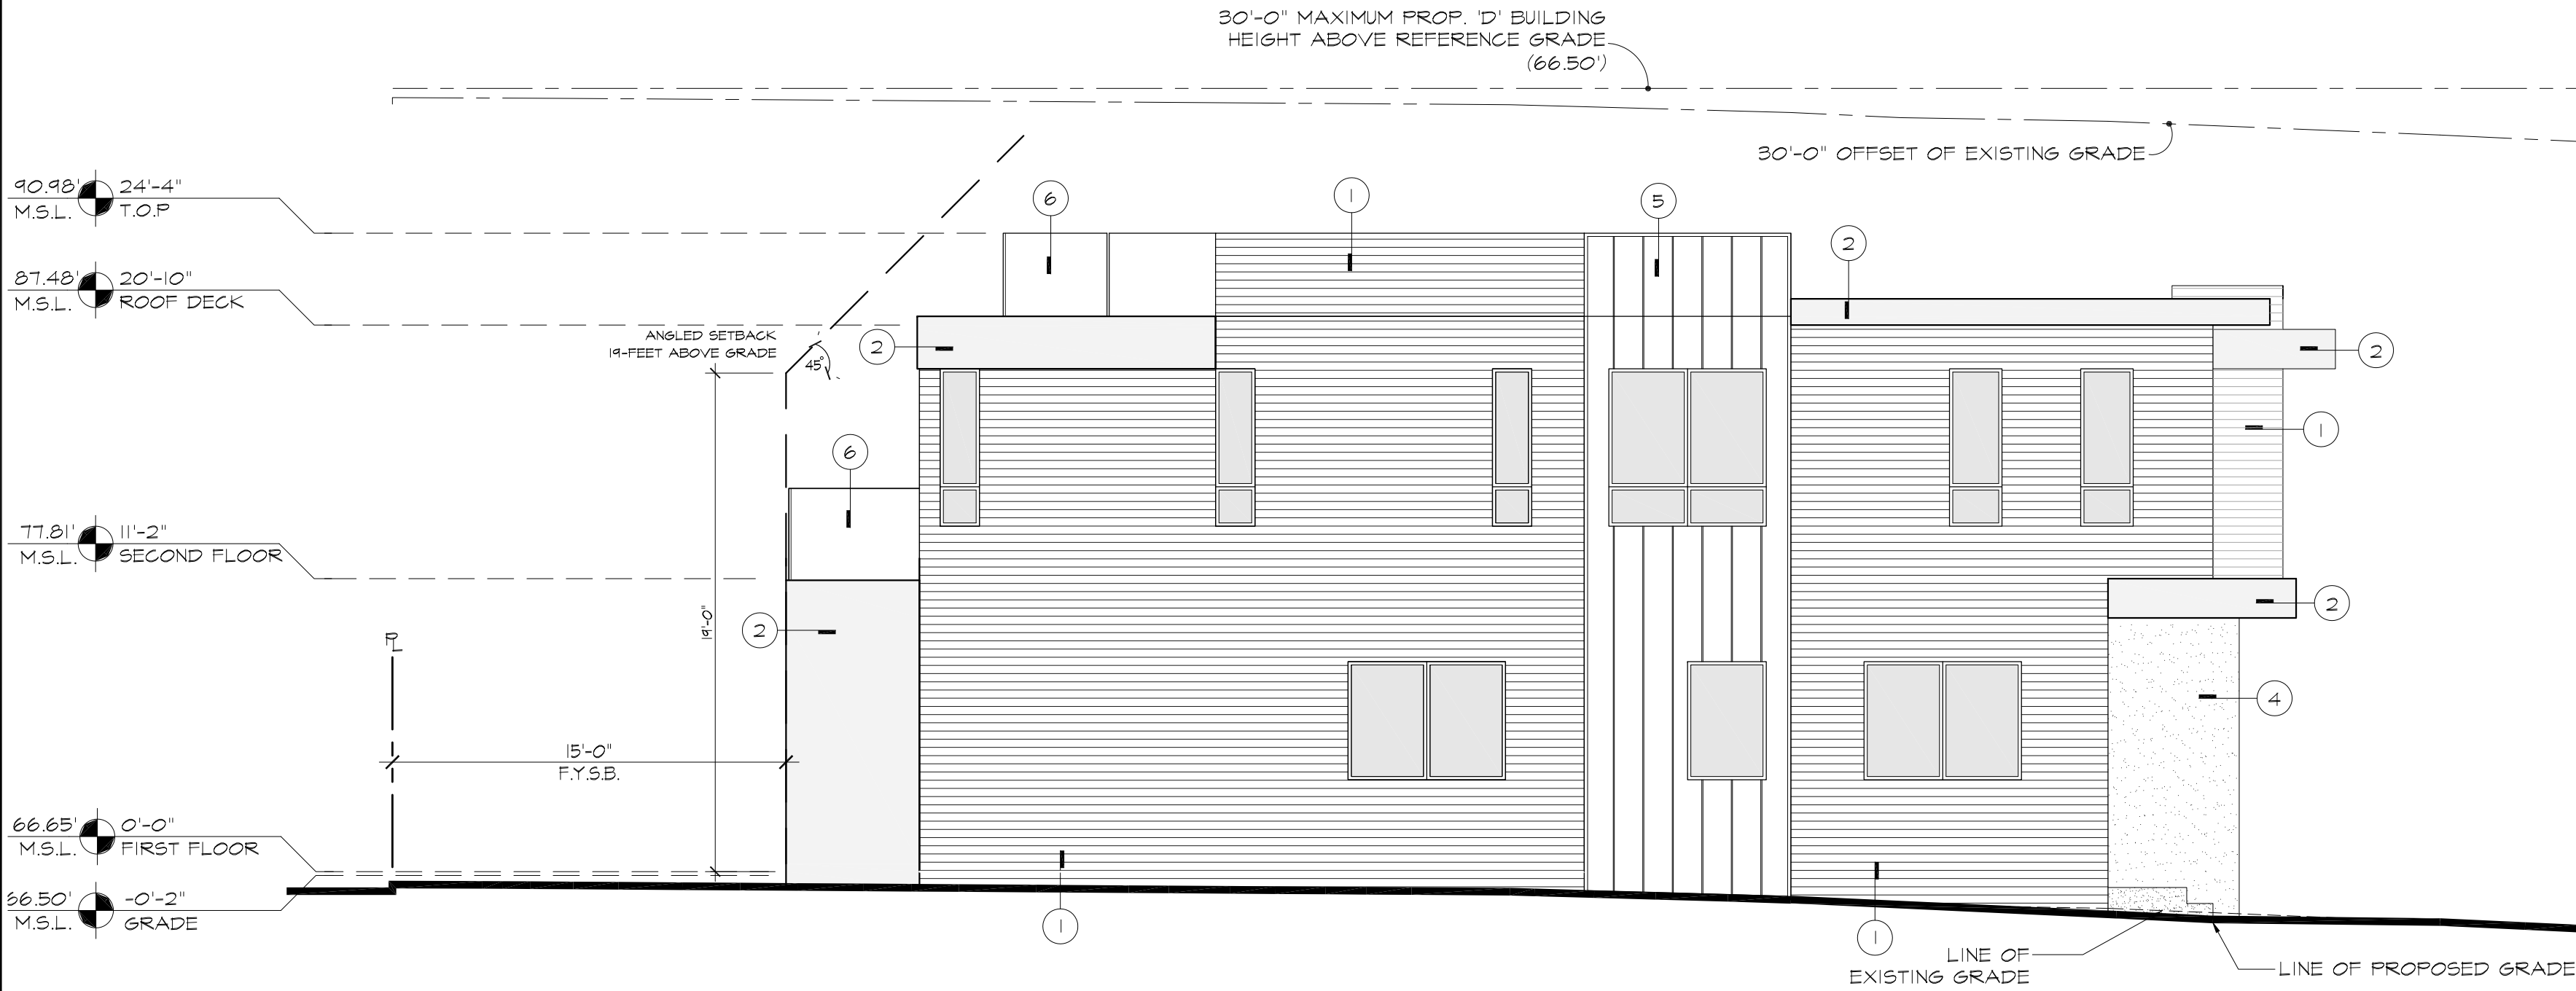 30'-0" MAXIMUM PROP. 'D' BUILDING
HEIGHT ABOVE REFERENCE GRADE
(66.50')
30'-0" OFFSET OF EXISTING GRADE
90.98' 24'-4"
M.S.L. T.O.P
6
1
5
2
87.48' 20'-10"
M.S.L. ROOF DECK
ANGLED SETBACK
19-FEET ABOVE GRADE
45°
2
2
1
6
77.81' 11'-2"
M.S.L. SECOND FLOOR
19'-0"
2
2
PL
4
15'-0"
F.Y.S.B.
66.65' 0'-0"
M.S.L. FIRST FLOOR
66.50' -0'-2"
M.S.L. GRADE
1
1
LINE OF
EXISTING GRADE
LINE OF PROPOSED GRADE